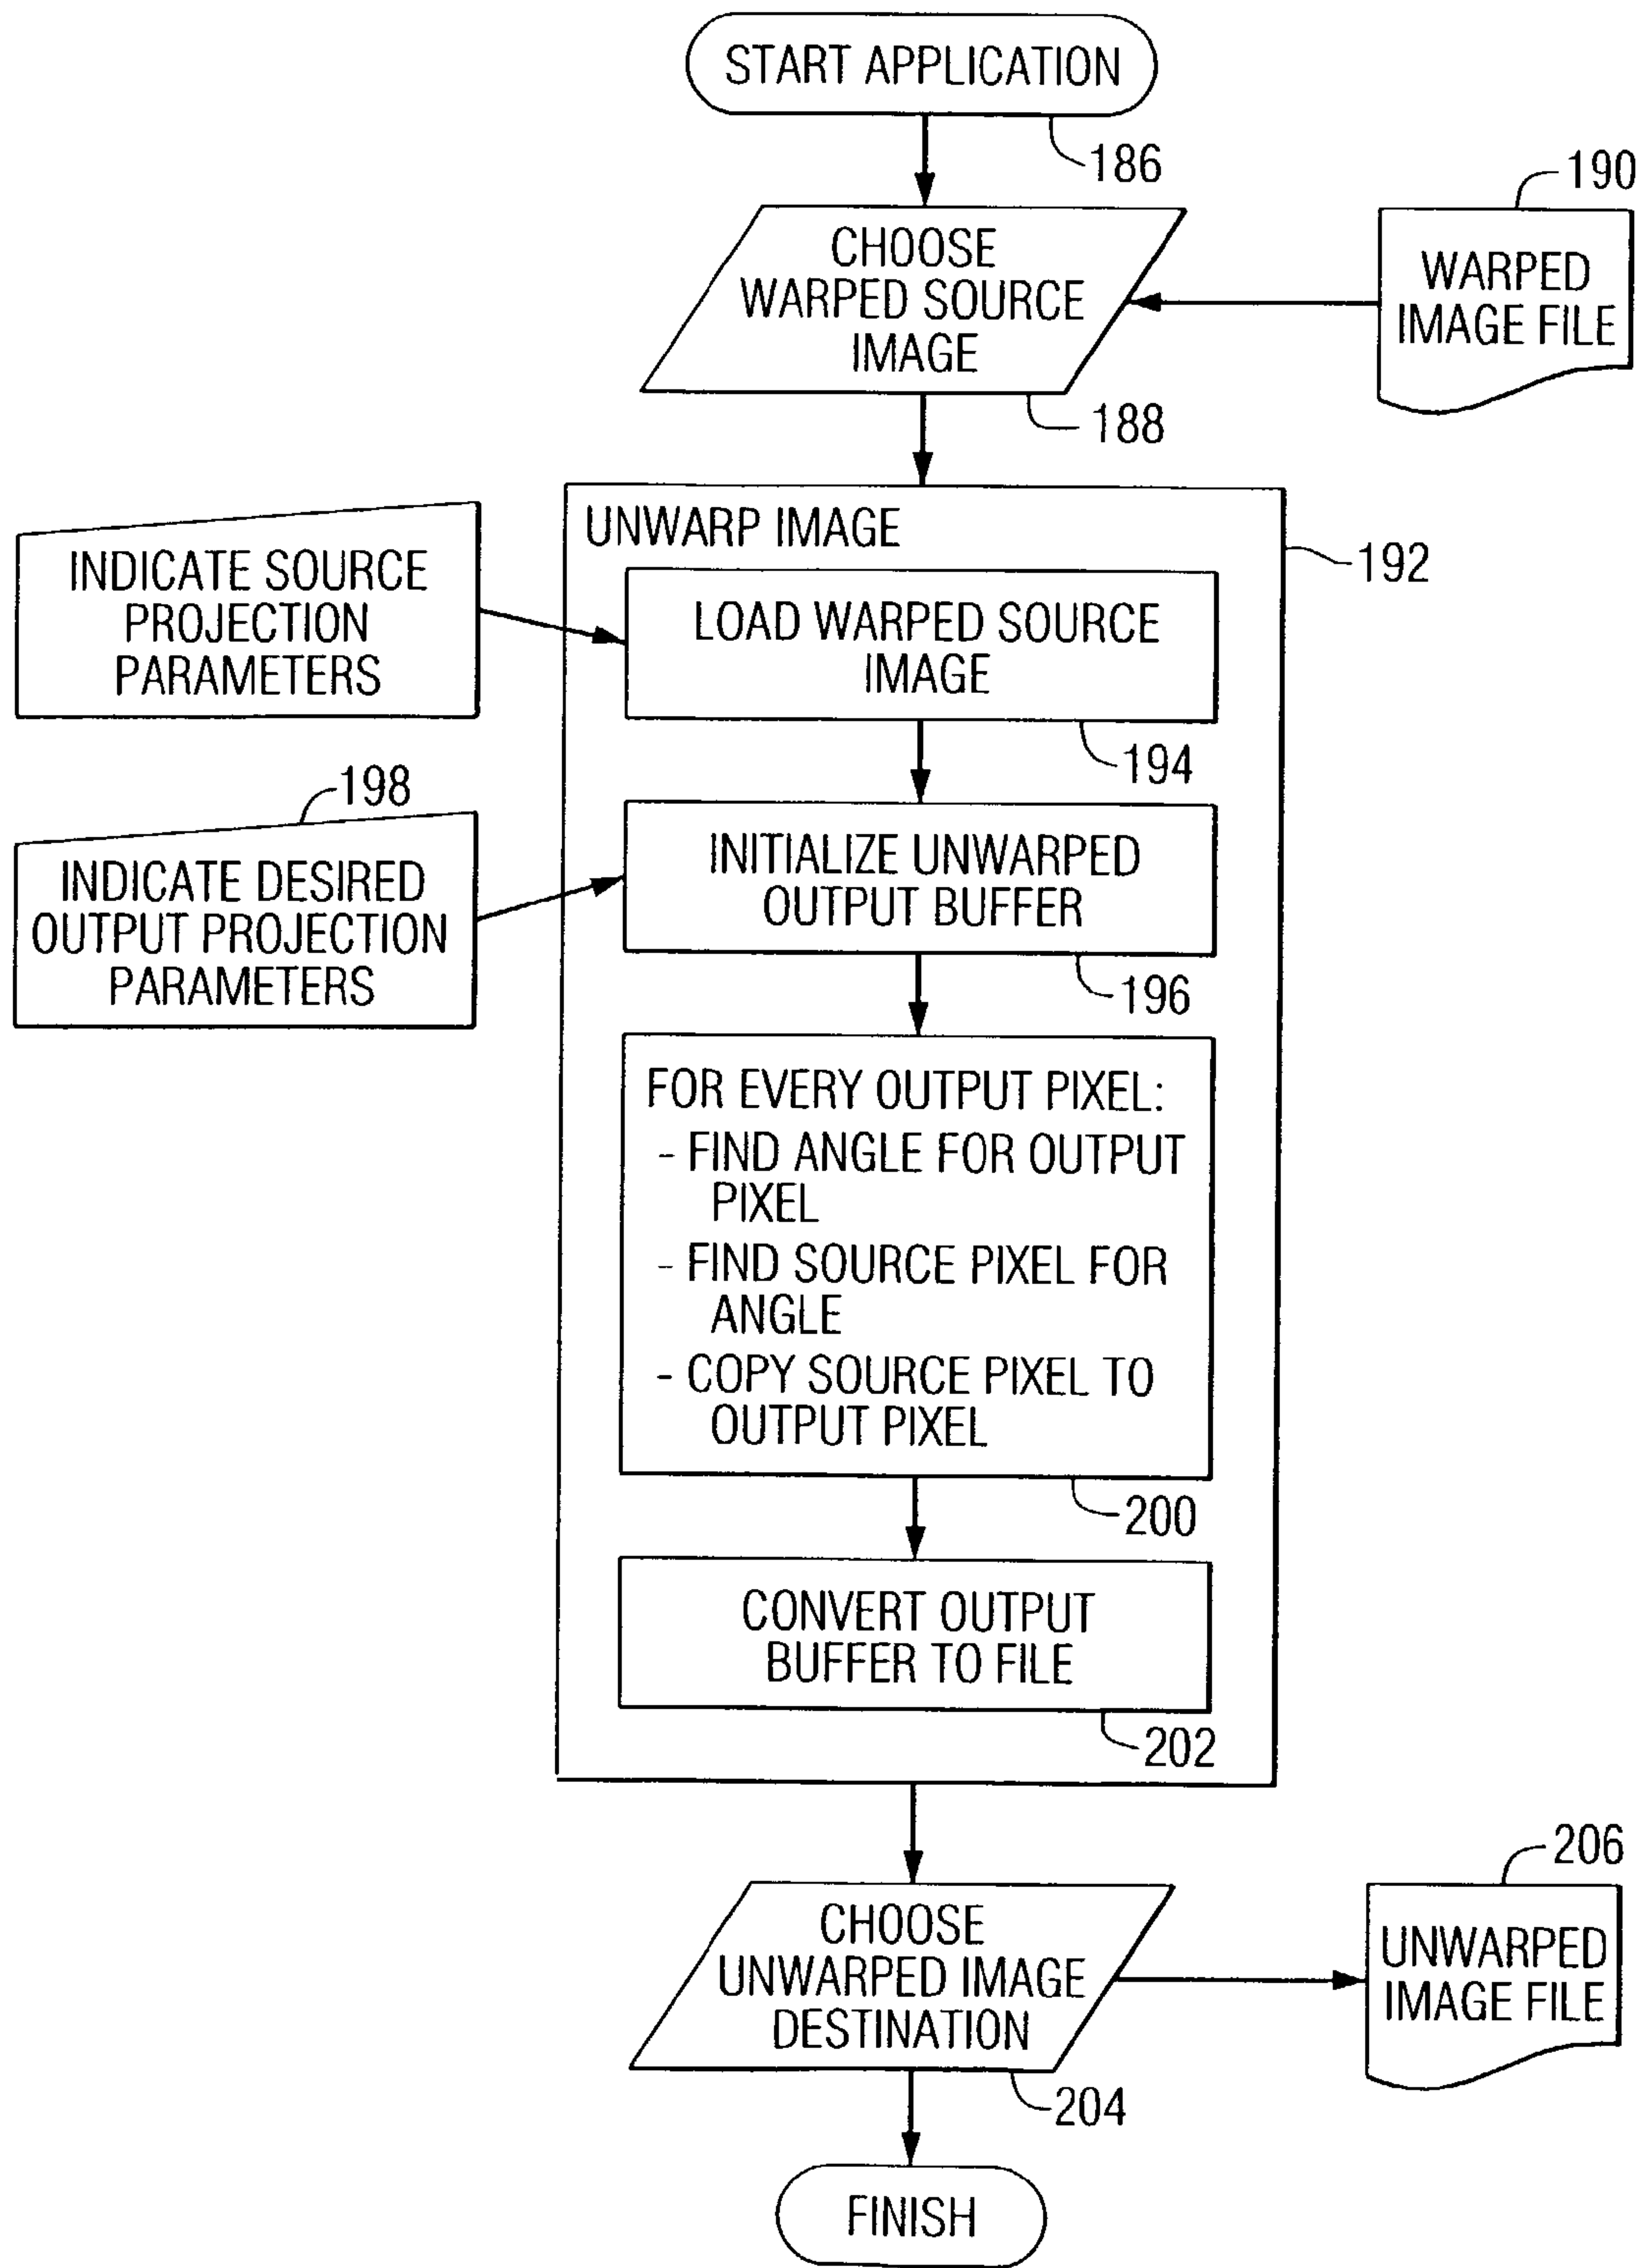 START APPLICATION
186
190
CHOOSE
WARPED SOURCE
IMAGE
WARPED
IMAGE FILE
188
UNWARP IMAGE
192
INDICATE SOURCE
PROJECTION
PARAMETERS
LOAD WARPED SOURCE
IMAGE
194
198
INDICATE DESIRED
OUTPUT PROJECTION
PARAMETERS
INITIALIZE UNWARPED
OUTPUT BUFFER
196
FOR EVERY OUTPUT PIXEL:
- FIND ANGLE FOR OUTPUT
PIXEL
- FIND SOURCE PIXEL FOR
ANGLE
- COPY SOURCE PIXEL TO
OUTPUT PIXEL
200
CONVERT OUTPUT
BUFFER TO FILE
202
206
CHOOSE
UNWARPED IMAGE
DESTINATION
UNWARPED
IMAGE FILE
204
FINISH